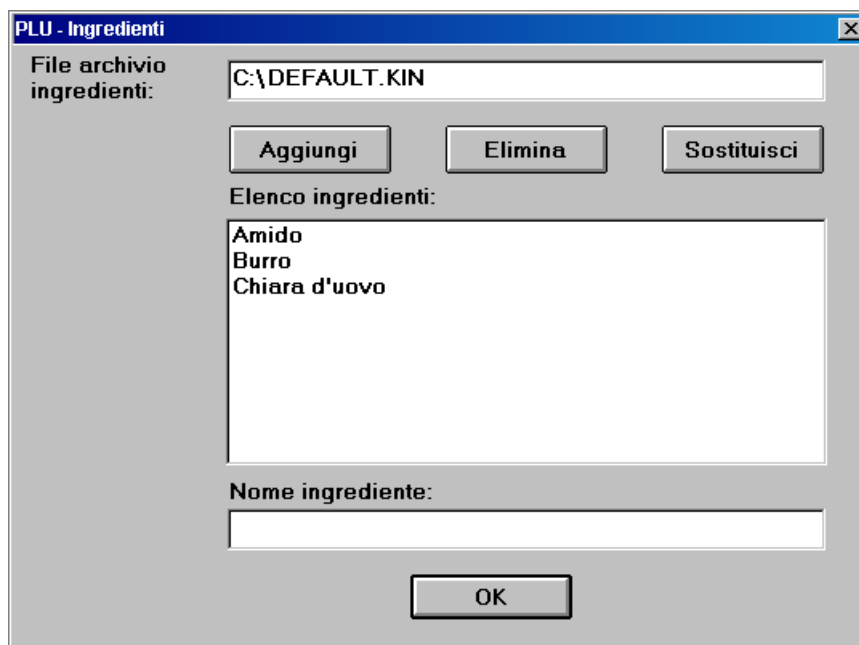 PLU - Ingredienti
File archivio
ingredienti:
C:\DEFAULT.KIN
Aggiungi
Elimina
Sostituisci
Elenco ingredienti:
Amido
Burro
Chiara d'uovo
Nome ingrediente:
OK